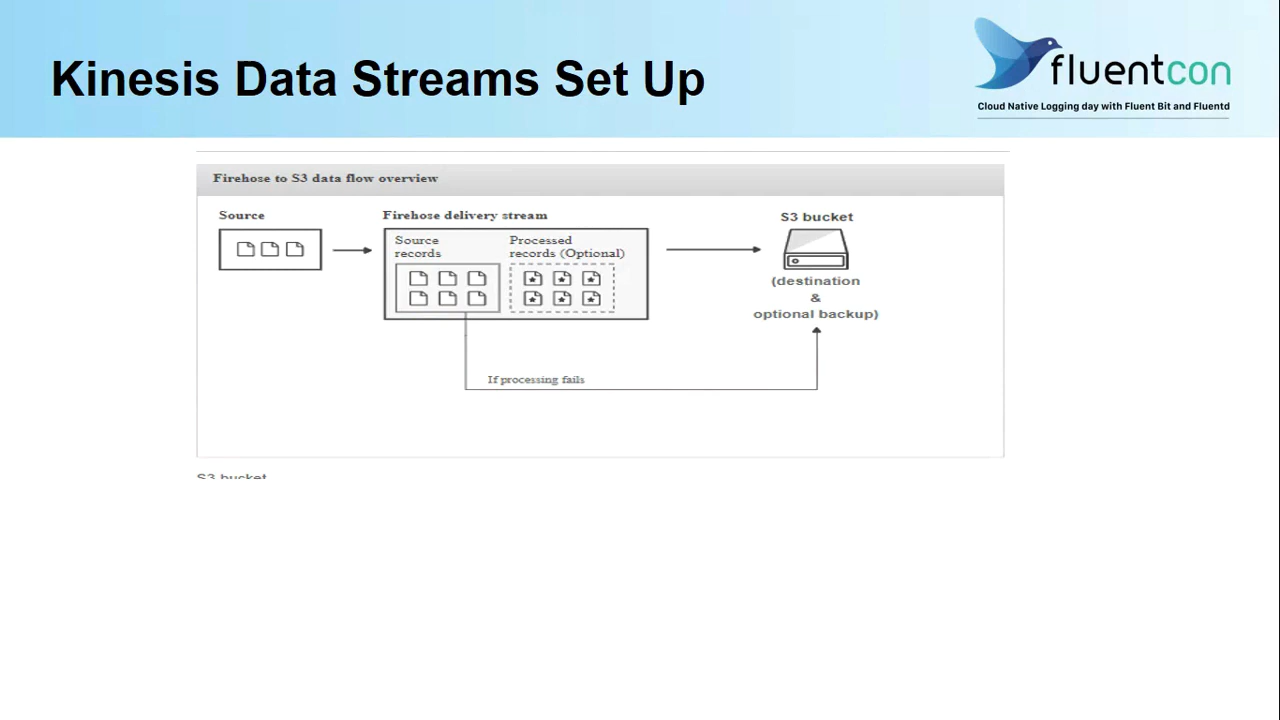 Kinesis Data Streams Set Up
fluentcon
Cloud Native Logging day with Fluent Bit and Fluentd
Firehose to S3 data flow overview
Source
Firehose delivery stream
Source
records
Processed
records (Optional)
S3 bucket
(destination
&
optional backup)
If processing fails
S3 bucket